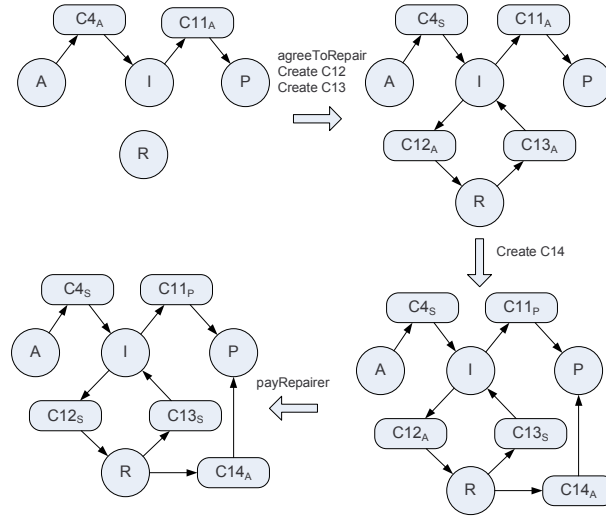 C4A
C11A
A
I
P
R
agreeToRepair
Create C12
Create C13
C4S
C11A
A
I
P
C12A
C13A
R
Create C14
C4S
C11P
A
I
P
C12A
C13S
R
C14A
payRepairer
C4S
C11P
A
I
P
C12S
C13S
R
C14A